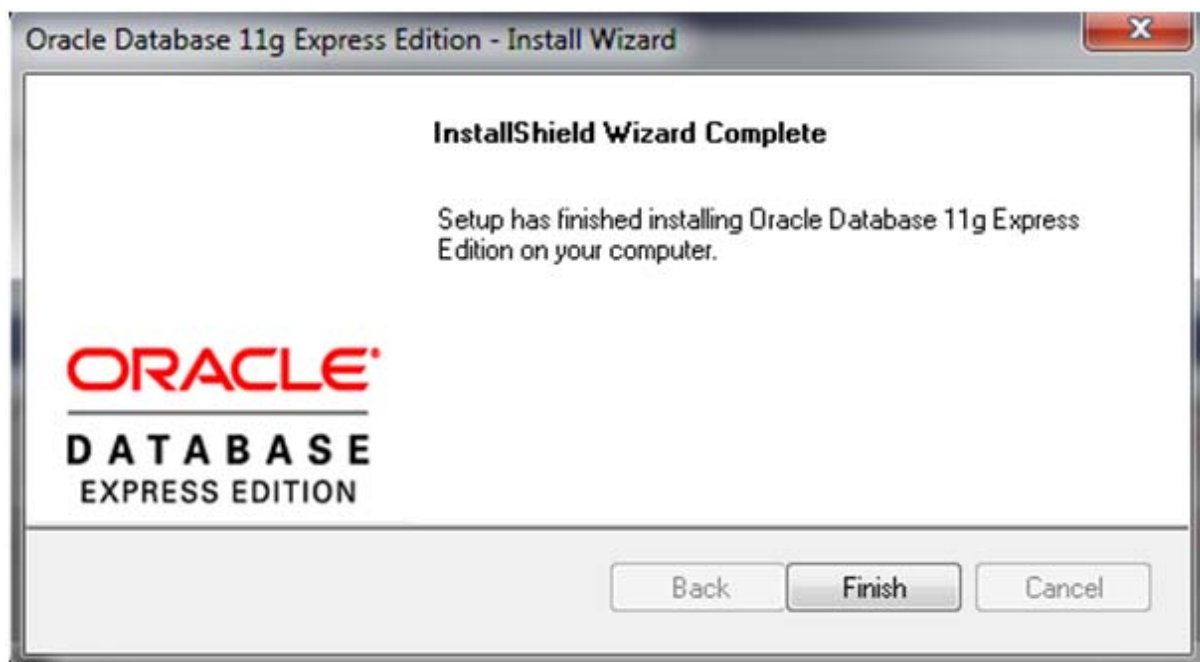 Oracle Database 11g Express Edition - Install Wizard
InstallShield Wizard Complete
Setup has finished installing Oracle Database 11g Express
Edition on your computer.
ORACLE
DATABASE
EXPRESS EDITION
Back
Finish
Cancel